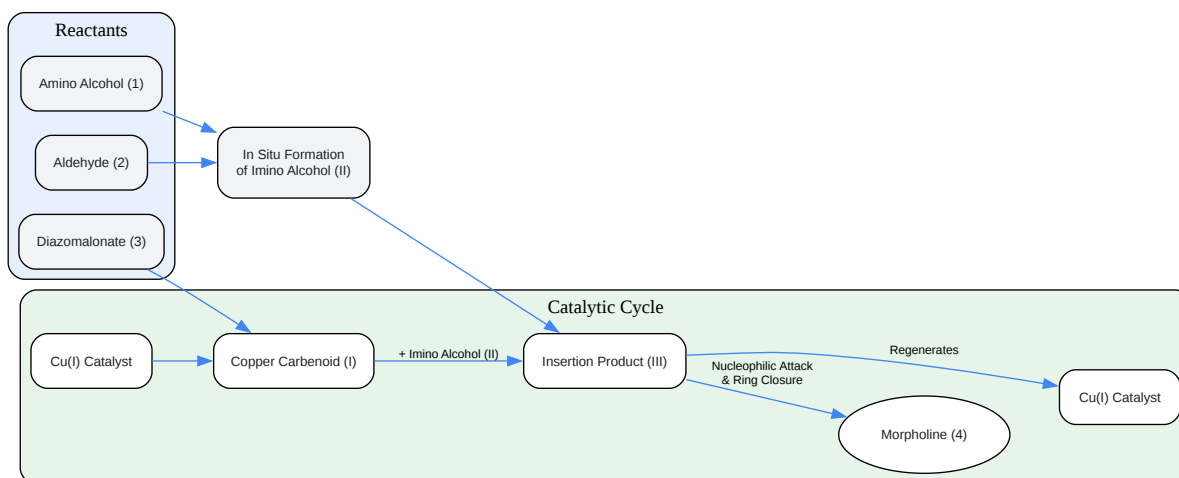 Reactants
Amino Alcohol (1)
Aldehyde (2)
Diazomalonate (3)
In Situ Formation
of Imino Alcohol (II)
Catalytic Cycle
Cu(I) Catalyst
Copper Carbenoid (I)
+ Imino Alcohol (II)
Insertion Product (III)
Regenerates
Nucleophilic Attack
& Ring Closure
Cu(I) Catalyst
Morpholine (4)